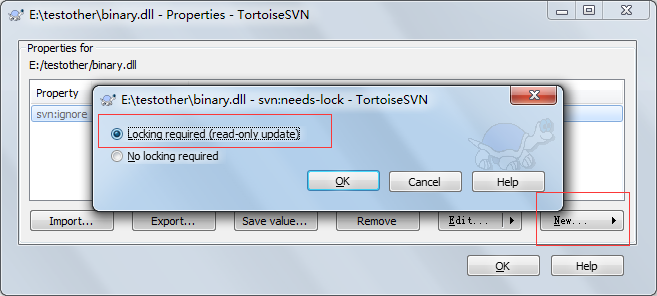 E:\testother\binary.dll - Properties - TortoiseSVN
Properties for
E:/testother/binary.dll
Property
svn:ignore
E:\testother\binary.dll - svn:needs-lock - TortoiseSVN
Locking required (read-only update)
No locking required
OK
Cancel
Help
Import...
Export...
Save value...
Remove
Edit...
New...
OK
Help